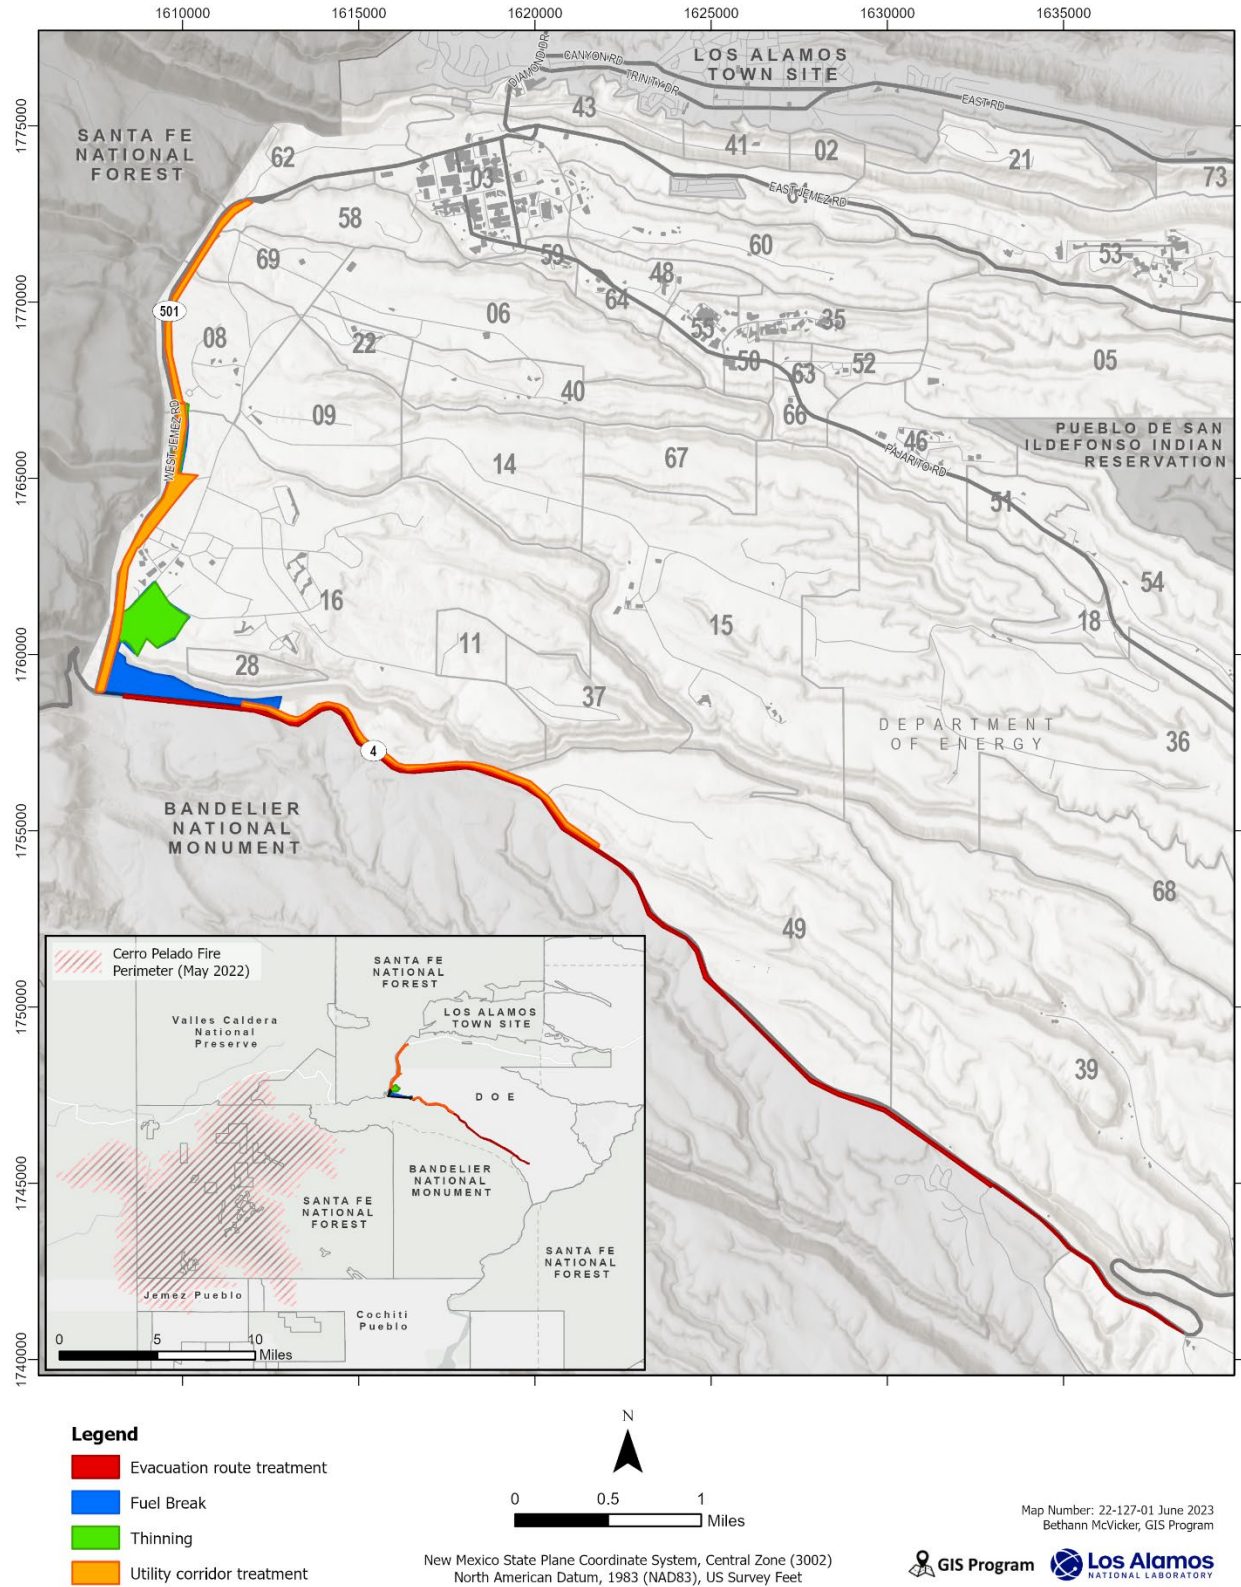 1610000
1615000
1620000
1625000
1630000
1635000
1775000
1770000
1765000
1760000
1755000
1750000
1745000
1740000
DIAMOND DR
CANYON RD
TRINITY DR
LOS ALAMOS
TOWN SITE
EAST RD
SANTA FE
NATIONAL
FOREST
43
41
02
21
73
62
03
58
EAST JEMEZ RD
60
53
69
59
48
64
501
08
22
06
55
35
50
63
52
05
40
09
66
WEST JEMEZ RD
14
67
46
PAJARITO RD
PUEBLO DE SAN
ILDEFONSO INDIAN
RESERVATION
51
54
16
11
15
18
28
37
DEPARTMENT
OF ENERGY
36
4
BANDELIER
NATIONAL
MONUMENT
68
49
39
Cerro Pelado Fire
Perimeter (May 2022)
SANTA FE
NATIONAL
FOREST
Valles Caldera
National
Preserve
LOS ALAMOS
TOWN SITE
DOE
BANDELIER
NATIONAL
MONUMENT
SANTA FE
NATIONAL
FOREST
SANTA FE
NATIONAL
FOREST
Jemez Pueblo
Cochiti
Pueblo
0 5 10
Miles
Legend
Evacuation route treatment
Fuel Break
Thinning
Utility corridor treatment
N
0 0.5 1
Miles
New Mexico State Plane Coordinate System, Central Zone (3002)
North American Datum, 1983 (NAD83), US Survey Feet
Map Number: 22-127-01 June 2023
Bethann McVicker, GIS Program
GIS Program
Los Alamos
NATIONAL LABORATORY